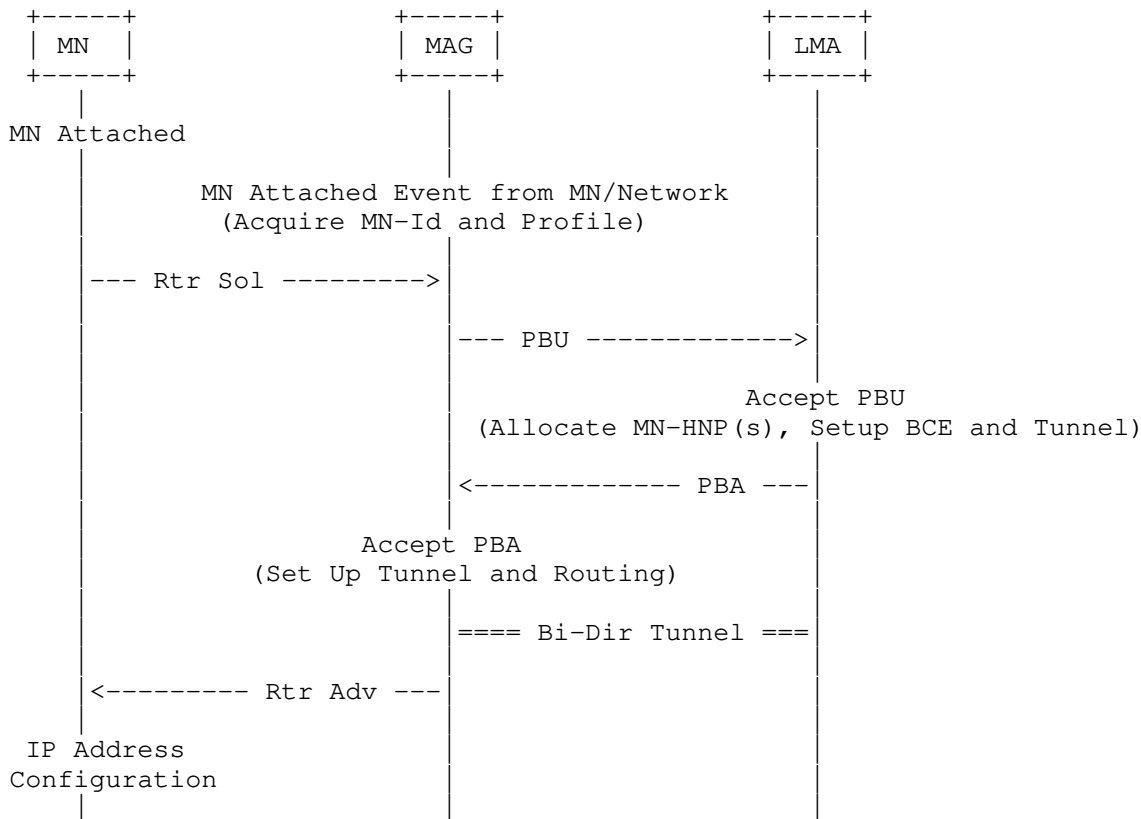 MN MAG LMA
MN Attached
MN Attached Event from MN/Network
(Acquire MN-Id and Profile)
--- Rtr Sol --------->
--- PBU ------------->
Accept PBU
(Allocate MN-HNP(s), Setup BCE and Tunnel)
<------------- PBA ---
Accept PBA
(Set Up Tunnel and Routing)
==== Bi-Dir Tunnel ===
<--------- Rtr Adv ---
IP Address
Configuration